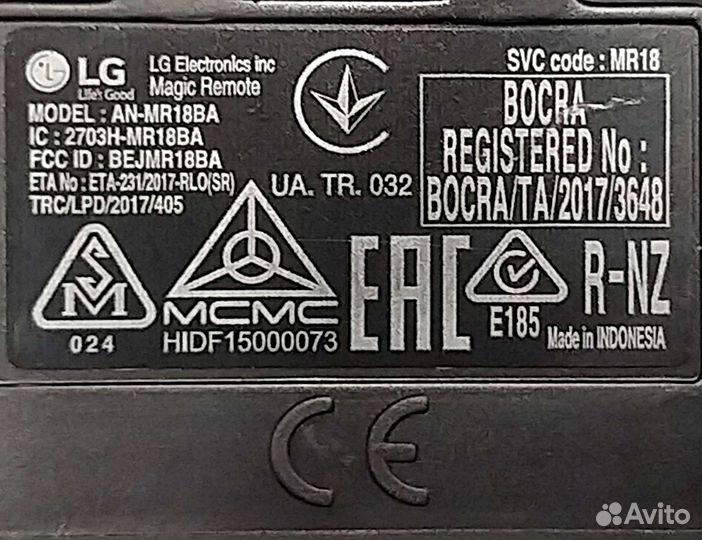 LG LG Electronics inc
Life's Good Magic Remote
SVC code : MR18
MODEL : AN-MR18BA
IC : 2703H-MR18BA
FCC ID : BEJMR18BA
ETA No : ETA-231/2017-RLO(SR)
TRC/LPD/2017/405
UA. TR. 032
BOCRA
REGISTERED No :
BOCRA/TA/2017/3648
SM
024
MCMC
HIDF15000073
EAC
E185
R-NZ
Made in INDONESIA
CE
Avito